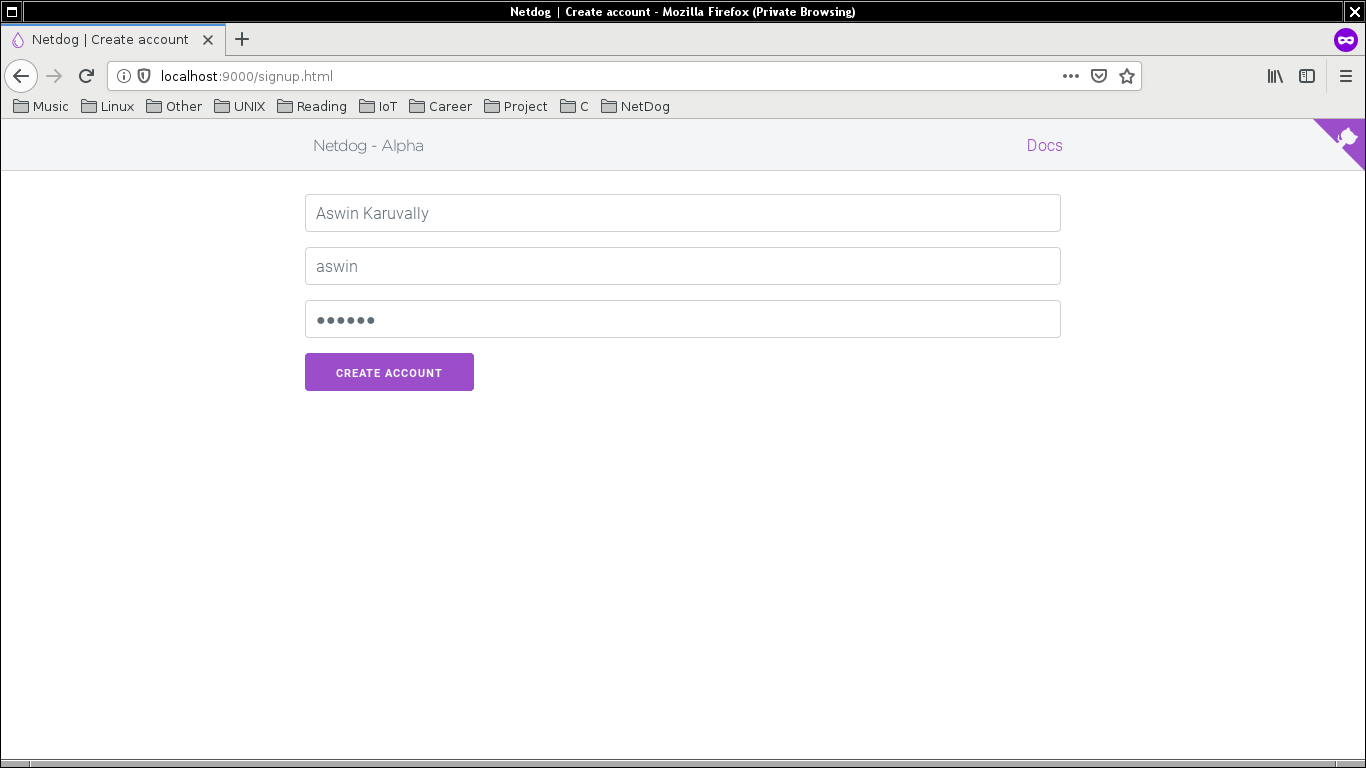 Netdog | Create account - Mozilla Firefox (Private Browsing)
Netdog | Create account
localhost:9000/signup.html
Music Linux Other UNIX Reading IoT Career Project C NetDog
Netdog - Alpha Docs
Aswin Karuvally
aswin
●●●●●●
CREATE ACCOUNT